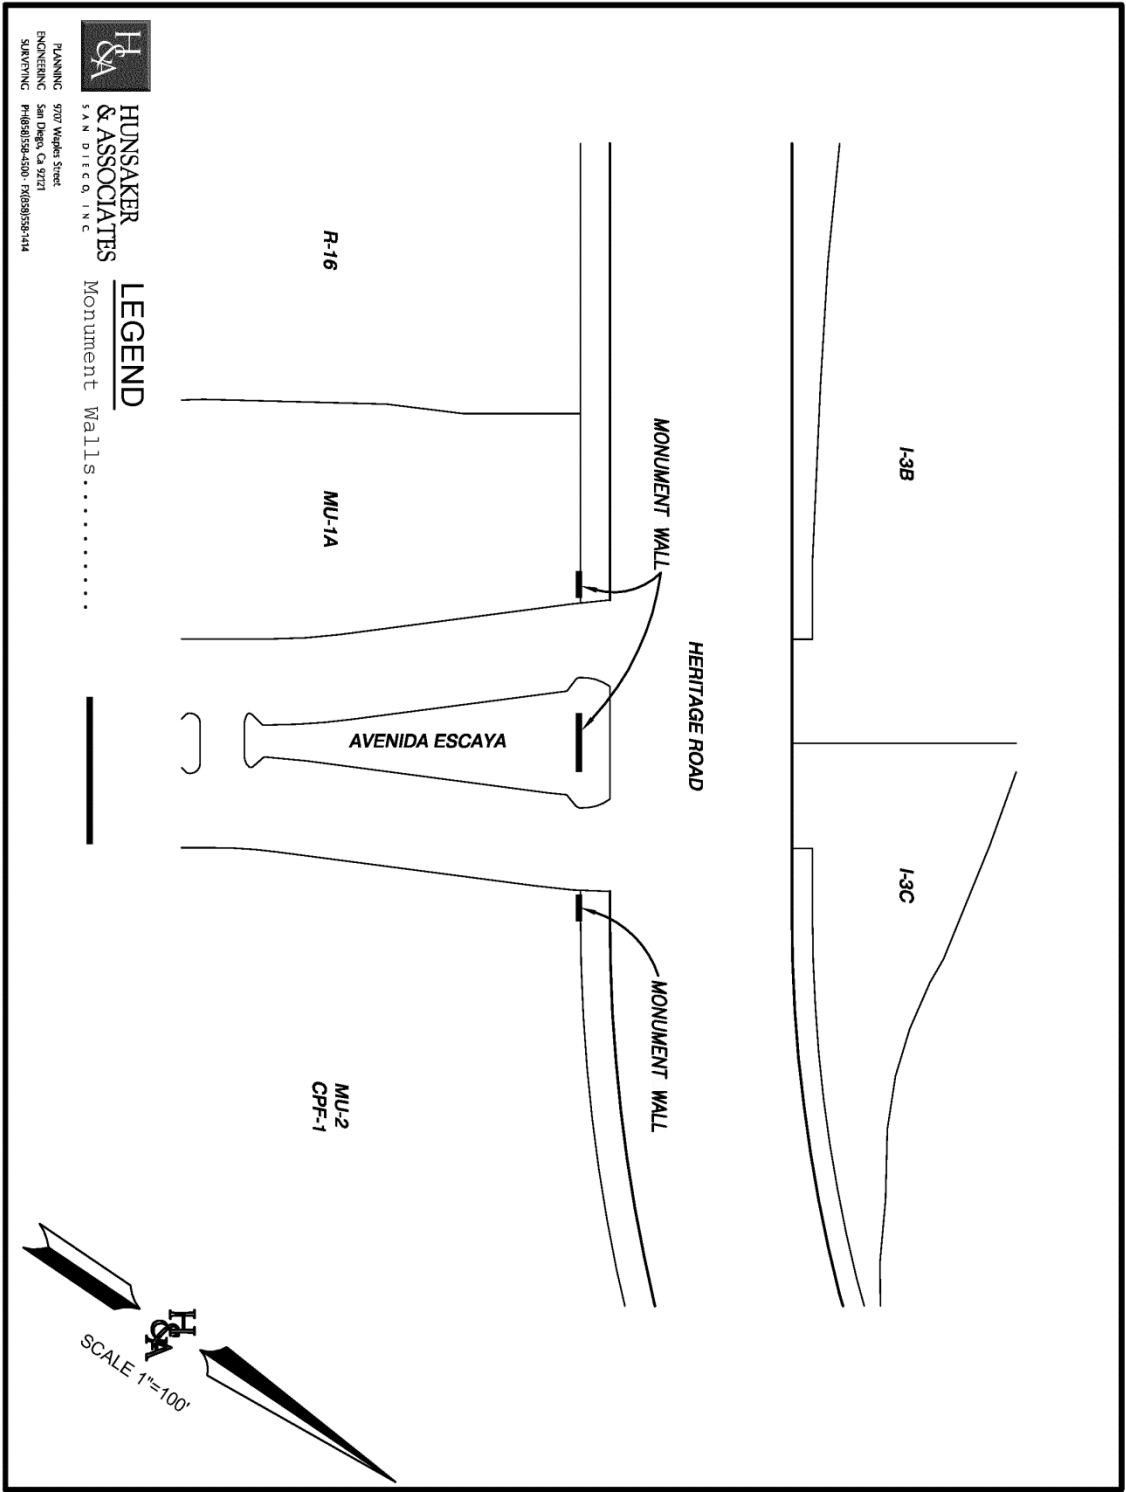 I-3B
I-3C
HERITAGE ROAD
MONUMENT WALL
MONUMENT WALL
AVENIDA ESCAYA
R-16
MU-1A
MU-2
CPF-1
H&A
HUNSAKER
& ASSOCIATES
SAN DIEGO, INC.
PLANNING 9707 Waples Street
ENGINEERING San Diego, Ca 92121
SURVEYING PH(858)558-4500 · FX(858)558-1414
LEGEND
Monument Walls..........
H&A
SCALE 1"=100'